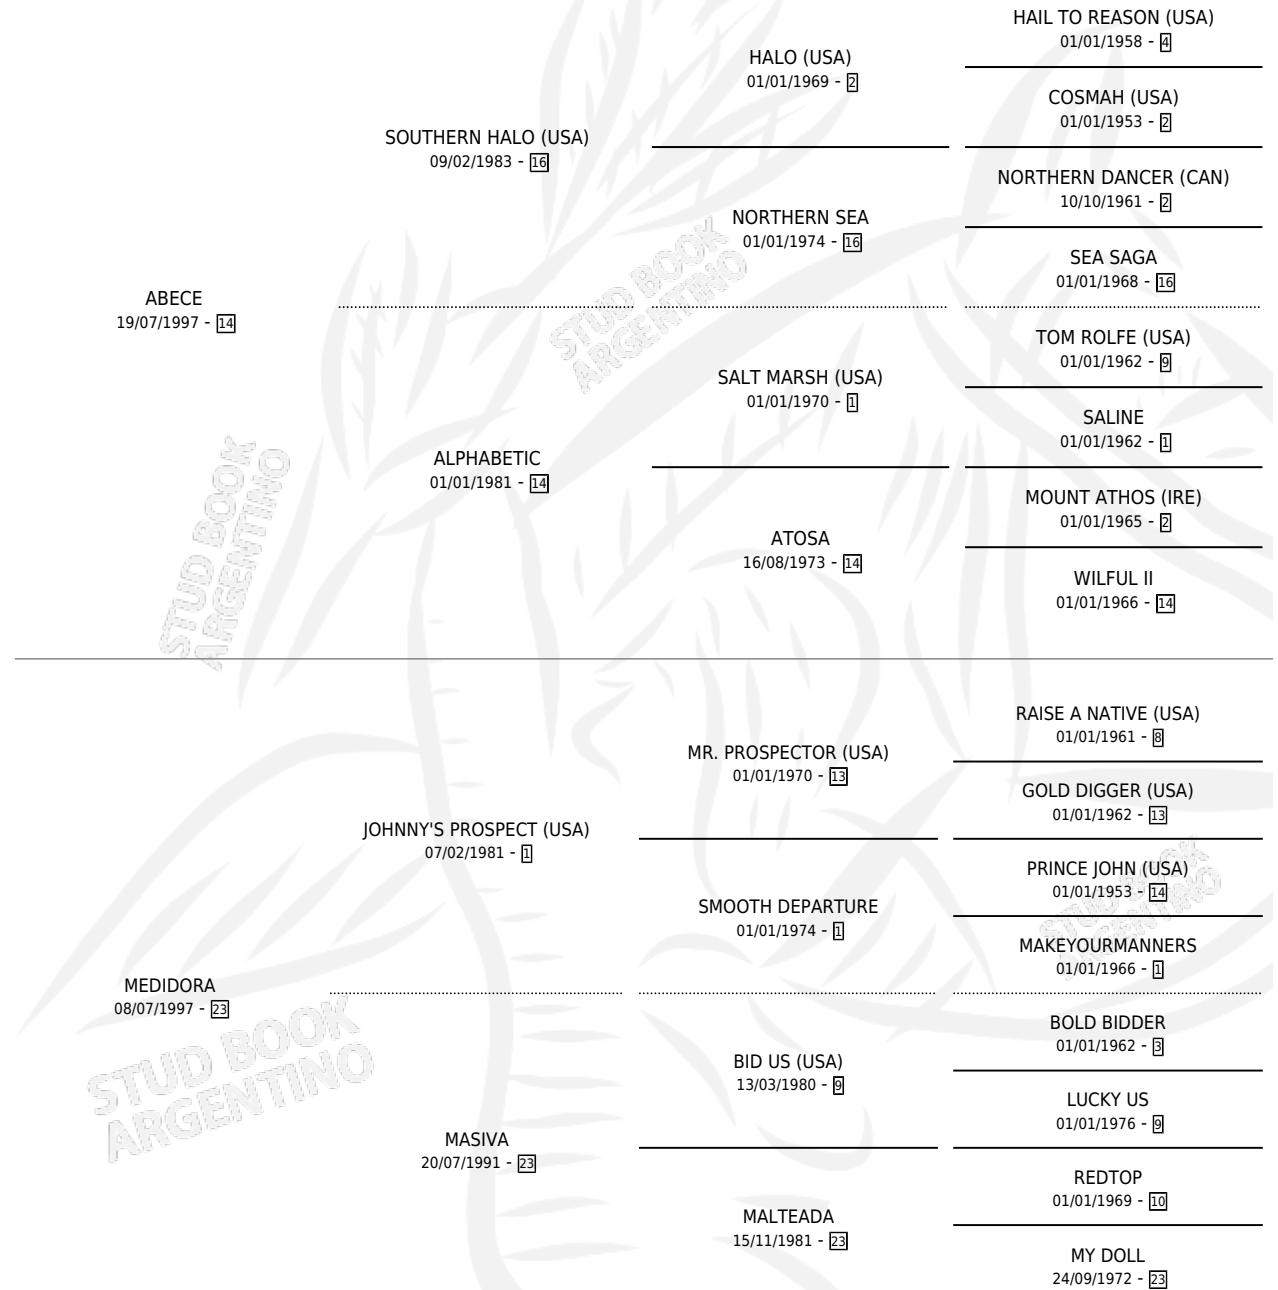 HAIL TO REASON (USA)
01/01/1958 - 4
HALO (USA)
01/01/1969 - 2
COSMAH (USA)
01/01/1953 - 2
SOUTHERN HALO (USA)
09/02/1983 - 16
NORTHERN DANCER (CAN)
10/10/1961 - 2
NORTHERN SEA
01/01/1974 - 16
SEA SAGA
01/01/1968 - 16
STUD BOOK
ARGENTINO
ABECE
19/07/1997 - 14
TOM ROLFE (USA)
01/01/1962 - 9
SALT MARSH (USA)
01/01/1970 - 1
SALINE
01/01/1962 - 1
ALPHABETIC
01/01/1981 - 14
MOUNT ATHOS (IRE)
01/01/1965 - 2
ATOSA
16/08/1973 - 14
WILFUL II
01/01/1966 - 14
STUD BOOK
ARGENTINO
RAISE A NATIVE (USA)
01/01/1961 - 8
MR. PROSPECTOR (USA)
01/01/1970 - 13
GOLD DIGGER (USA)
01/01/1962 - 13
JOHNNY'S PROSPECT (USA)
07/02/1981 - 1
PRINCE JOHN (USA)
01/01/1953 - 14
SMOOTH DEPARTURE
01/01/1974 - 1
STUD BOOK
ARGENTINO
MAKEYOURMANNERS
01/01/1966 - 1
MEDIDORA
08/07/1997 - 23
BOLD BIDDER
01/01/1962 - 3
STUD BOOK
ARGENTINO
BID US (USA)
13/03/1980 - 9
LUCKY US
01/01/1976 - 9
MASIVA
20/07/1991 - 23
REDTOP
01/01/1969 - 10
MALTEADA
15/11/1981 - 23
MY DOLL
24/09/1972 - 23